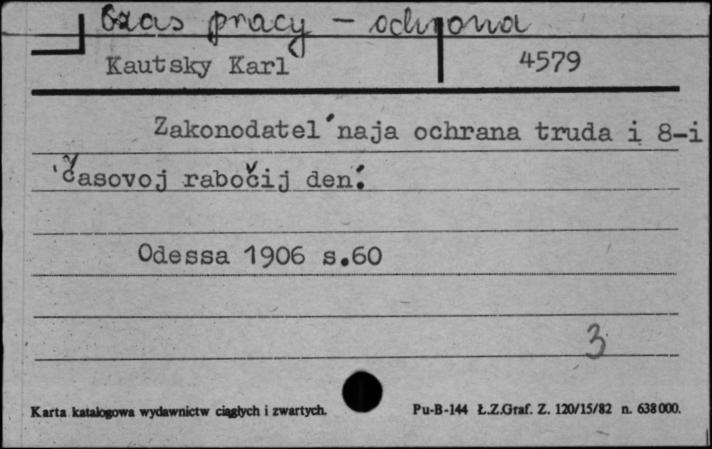 Czas pracy - ochrona
Kautsky Karl 4579
Zakonodatel'naja ochrana truda i 8-i
časovoj rabočij den'.
Odessa 1906 s.60
3
Karta katalogowa wydawnictw ciągłych i zwartych. Pu-B-144 Ł.Z.Graf. Z. 120/15/82 n. 638000.